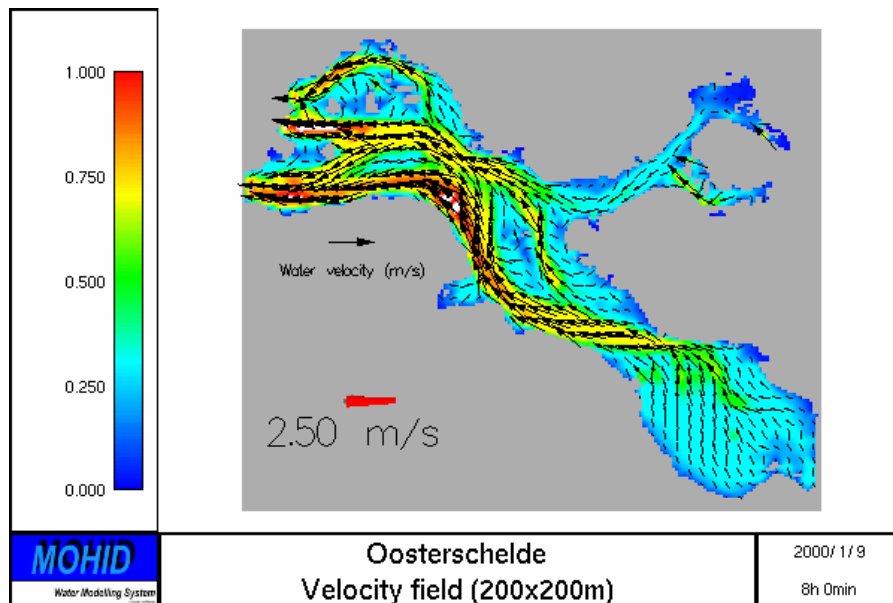 1.000
0.750
0.500
0.250
0.000
Water velocity (m/s)
2.50 m/s
MOHID
Water Modelling System
Oosterschelde
Velocity field (200x200m)
2000/ 1/ 9
8h 0min